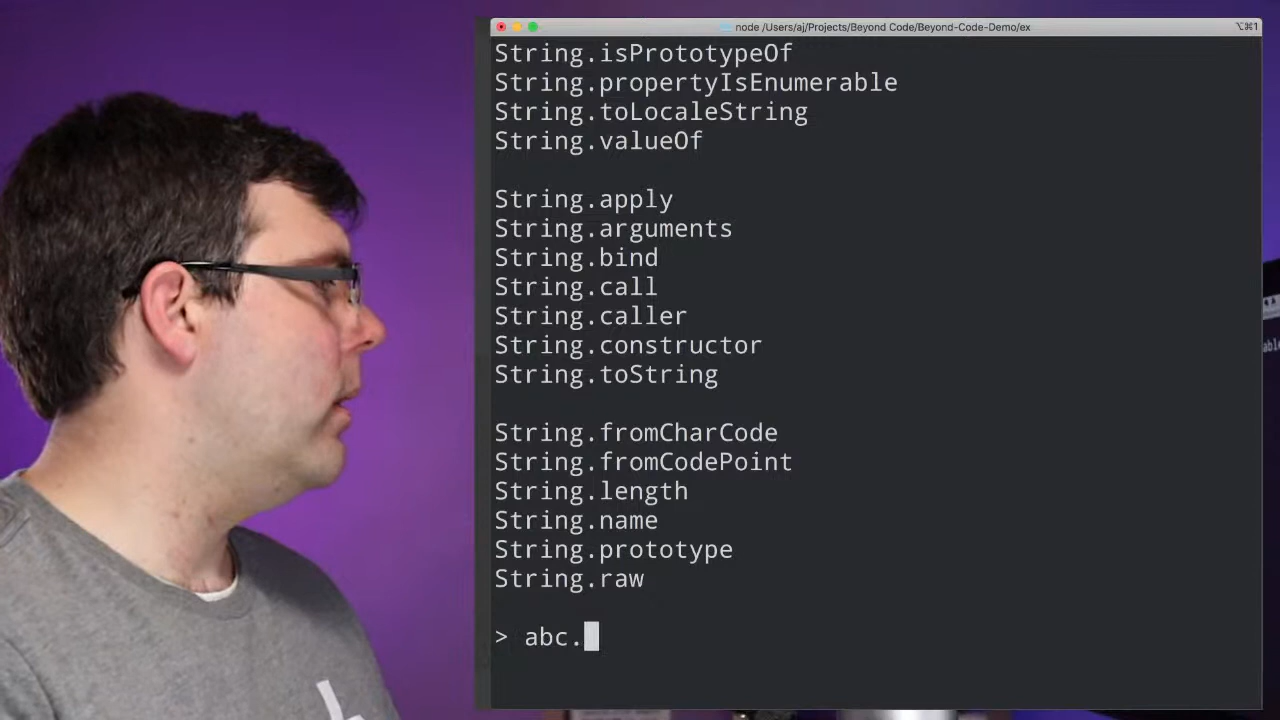 node /Users/aj/Projects/Beyond Code/Beyond-Code-Demo/ex
⌥⌘1
String.isPrototypeOf
String.propertyIsEnumerable
String.toLocaleString
String.valueOf
String.apply
String.arguments
String.bind
String.call
String.caller
String.constructor
String.toString
String.fromCharCode
String.fromCodePoint
String.length
String.name
String.prototype
String.raw
> abc.